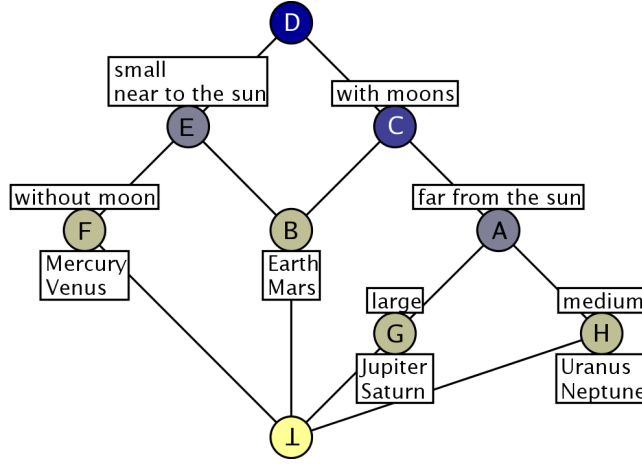 D
small
near to the sun
with moons
E
C
without moon
far from the sun
F
B
A
Mercury
Venus
Earth
Mars
large
medium
G
H
Jupiter
Saturn
Uranus
Neptune
⊥